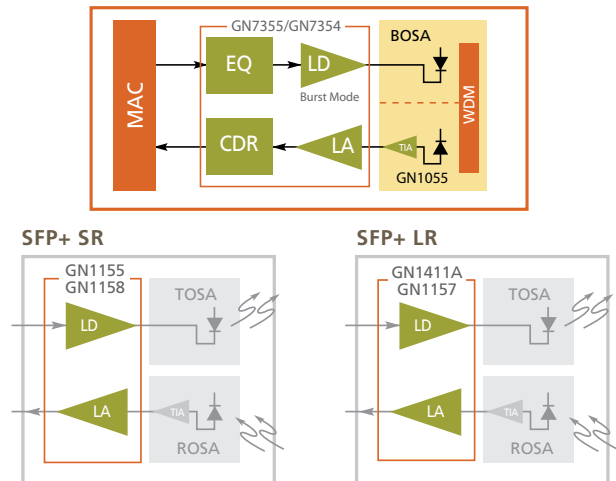 GN7355/GN7354
MAC
EQ
LD
Burst Mode
BOSA
WDM
CDR
LA
TIA
GN1055
SFP+ SR
GN1155
GN1158
TOSA
LD
LA
TIA
ROSA
SFP+ LR
GN1411A
GN1157
TOSA
LD
LA
TIA
ROSA